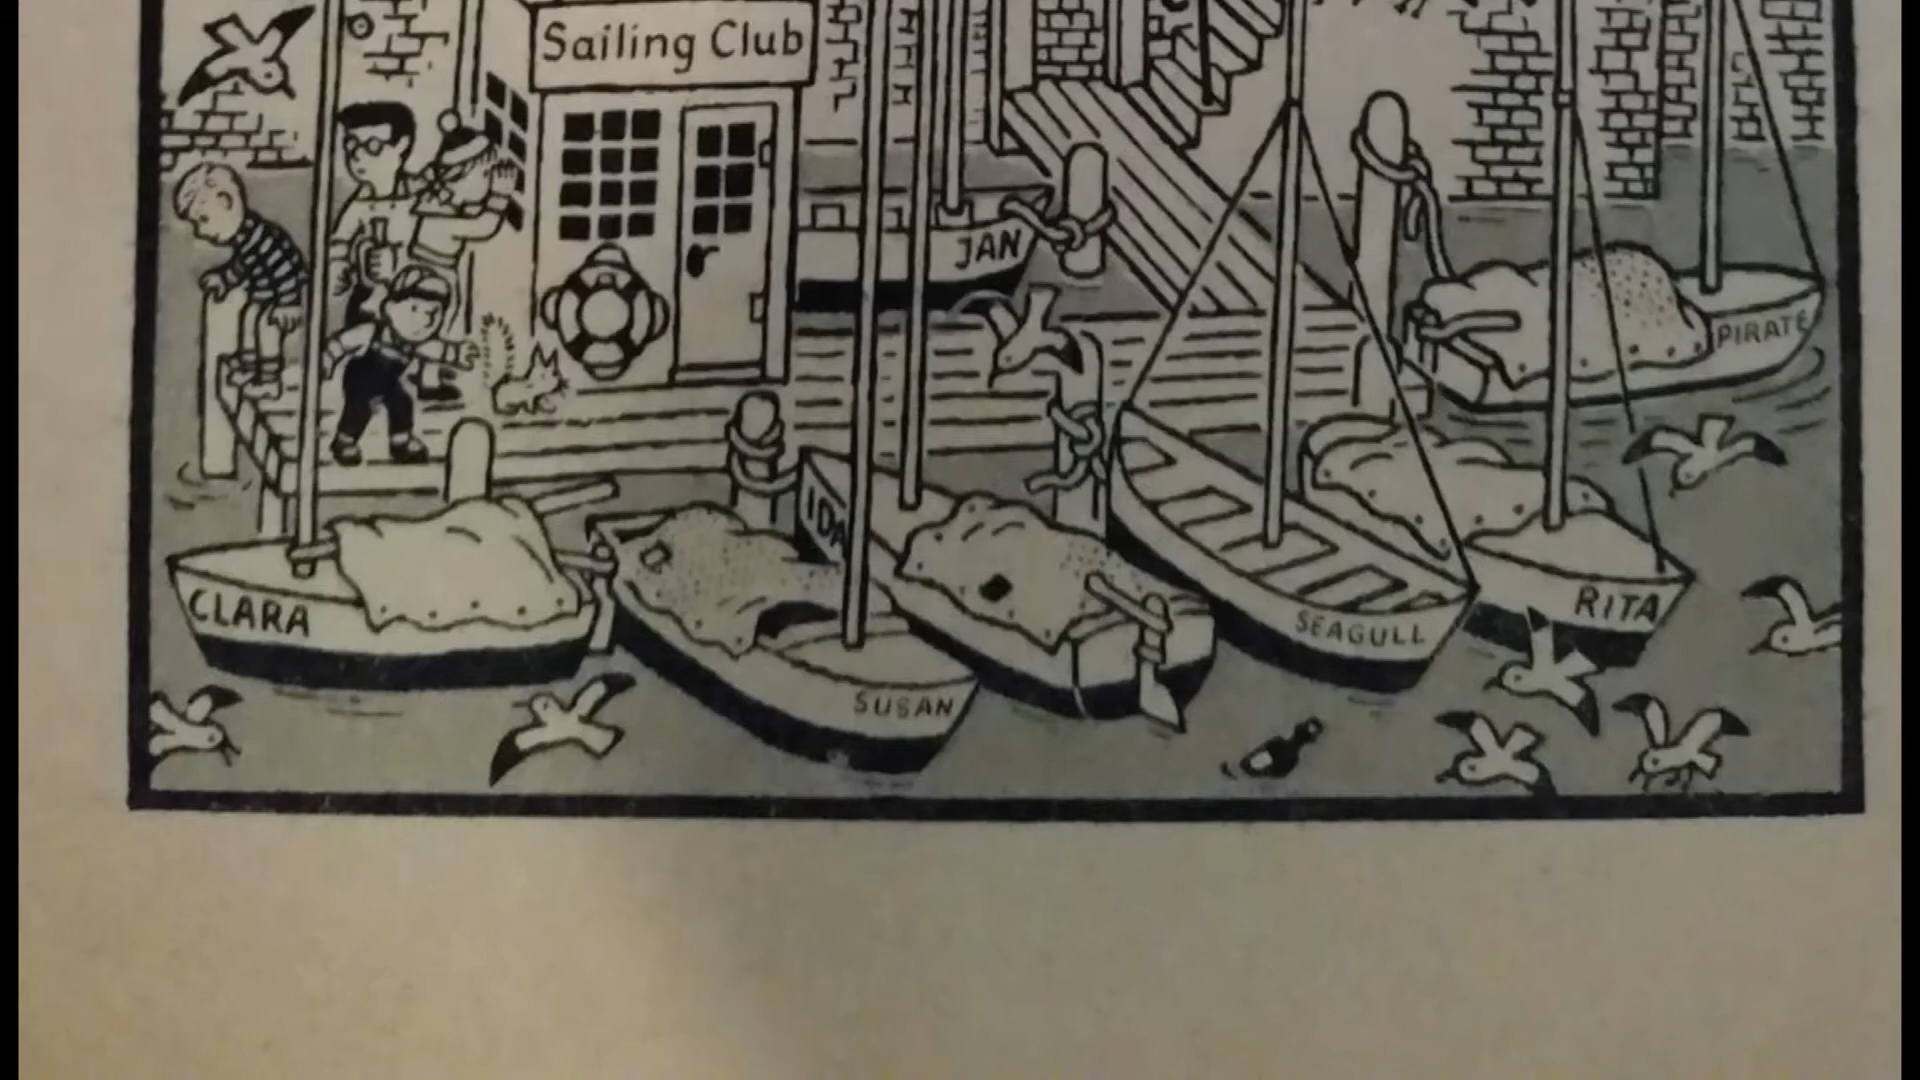 Sailing Club
JAN
PIRATE
IDA
CLARA
SUSAN
SEAGULL
RITA